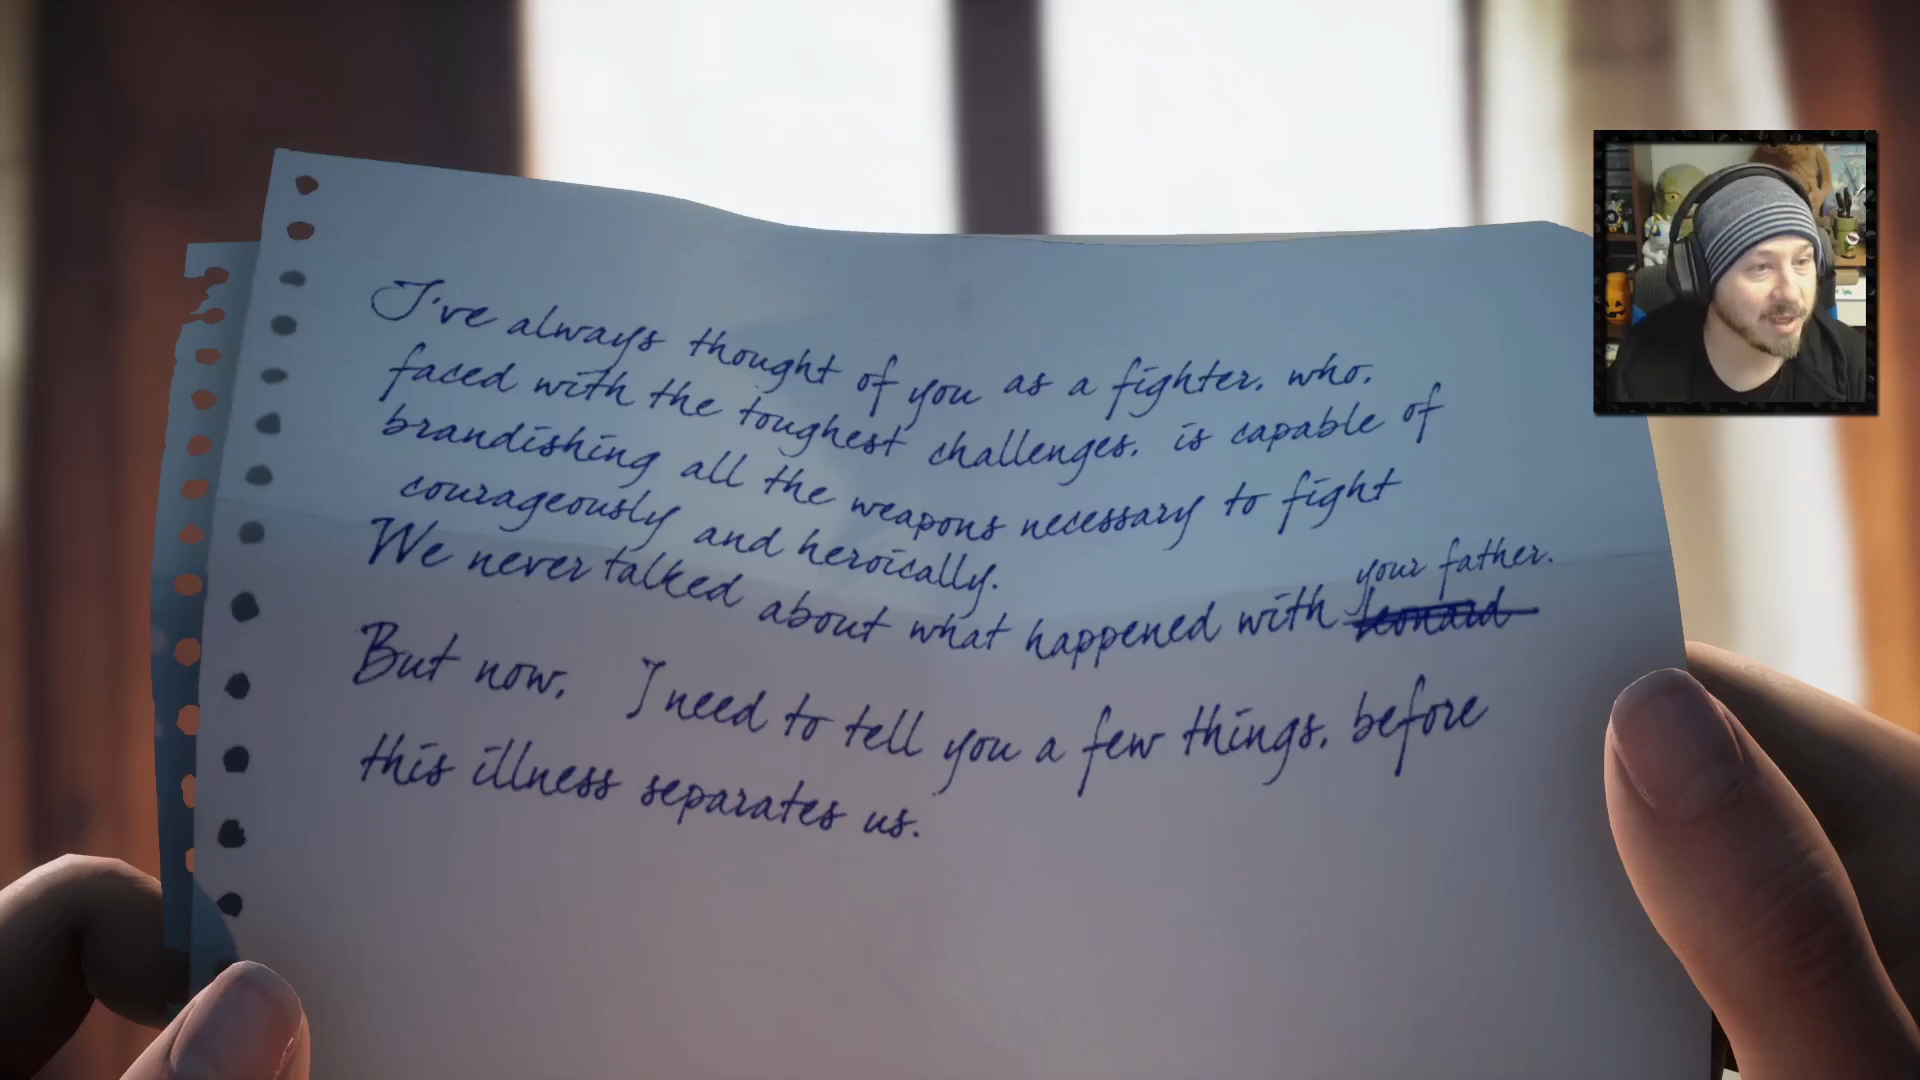 I've always thought of you as a fighter, who,
faced with the toughest challenges, is capable of
brandishing all the weapons necessary to fight
courageously and heroically.
We never talked about what happened with leonard your father.
But now, I need to tell you a few things, before
this illness separates us.